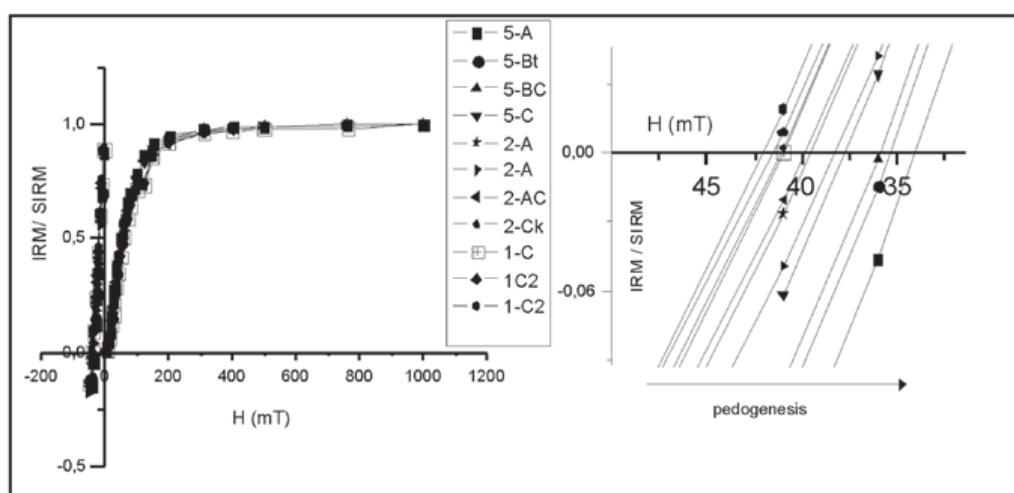 IRM/ SIRM
1,0
0,5
0,0
-0,5
-200
0
200
400
600
800
1000
1200
H (mT)
5-A
5-Bt
5-BC
5-C
2-A
2-A
2-AC
2-Ck
1-C
1C2
1-C2
H (mT)
0,00
-0,06
45
40
35
IRM / SIRM
pedogenesis